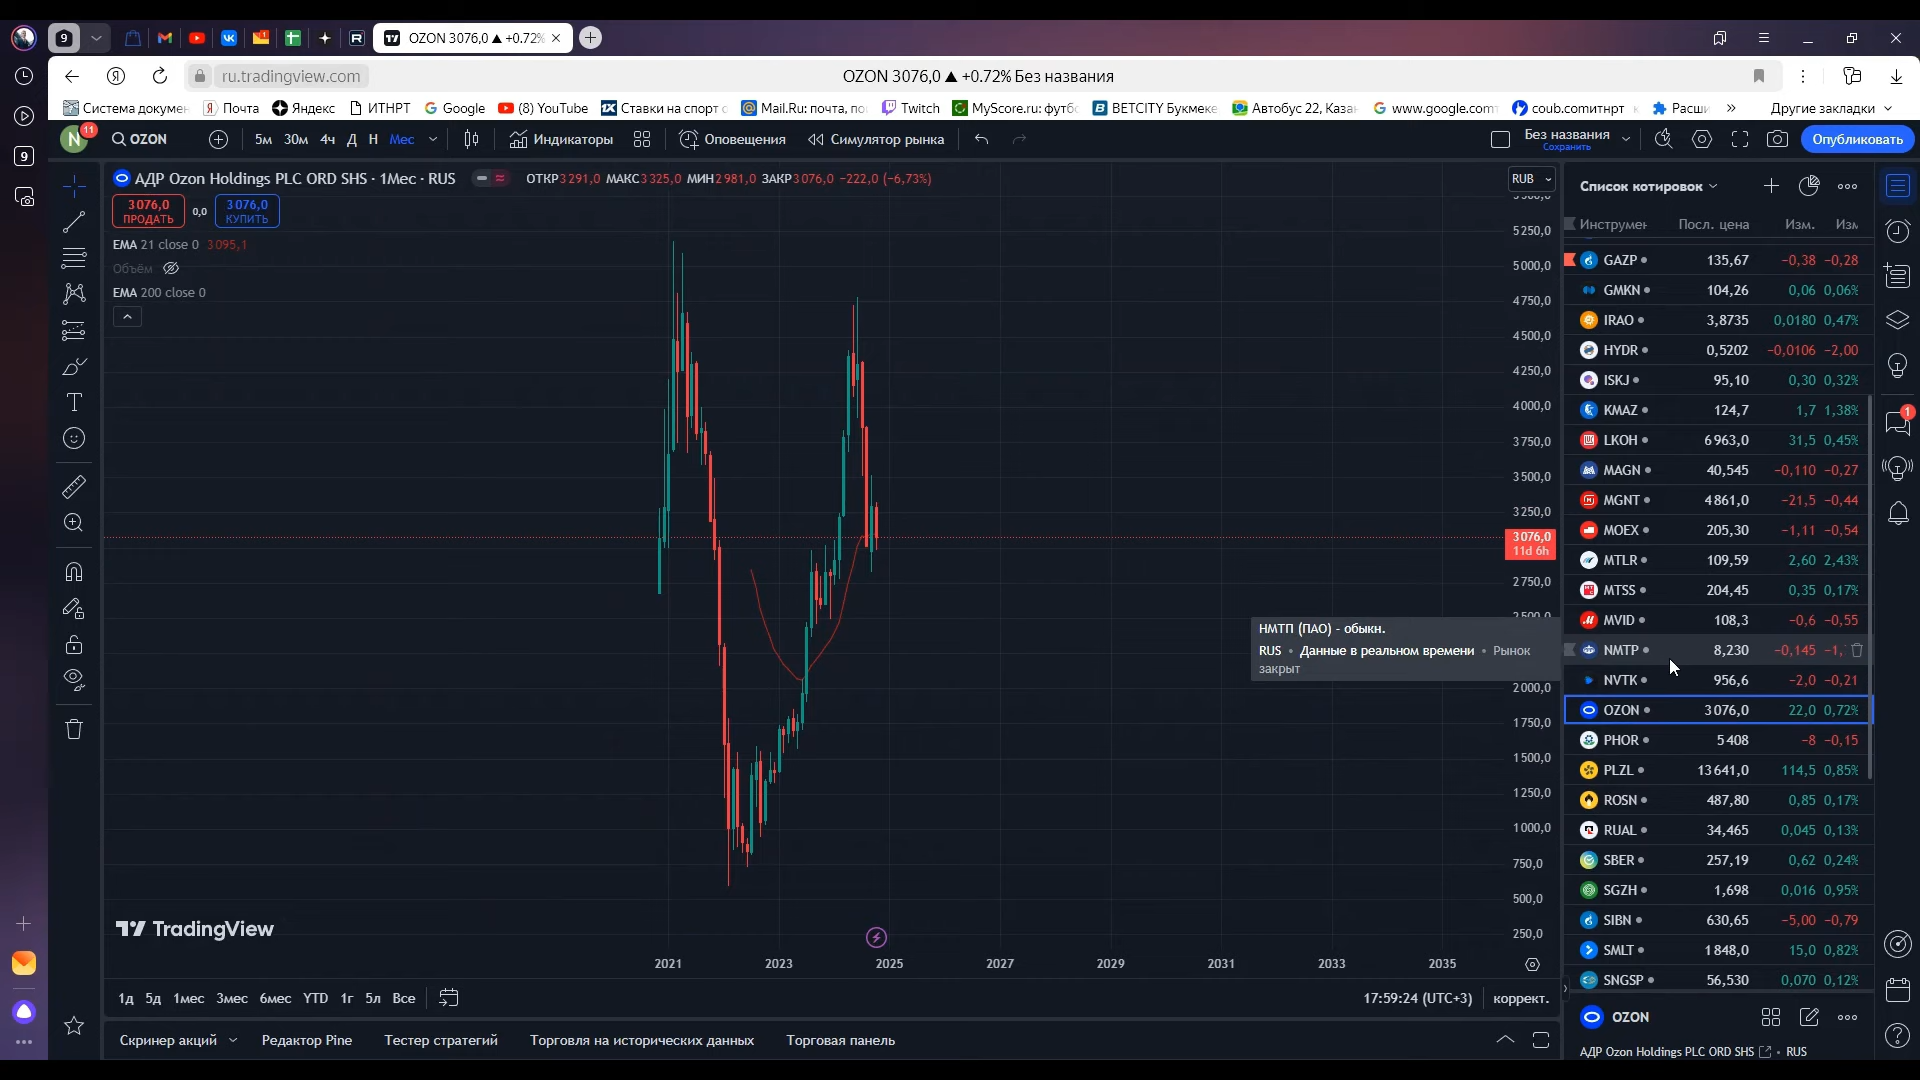 9
OZON 3076,0 ▲ +0.72%
ru.tradingview.com
OZON 3076,0 ▲ +0.72% Без названия
Система докумен
Почта
Яндекс
ИТНРТ
Google
(8) YouTube
Ставки на спорт о
Mail.Ru: почта, по
Twitch
MyScore.ru: футбо
BETCITY Букмеке
Автобус 22, Казан
www.google.com
coub.comитнрт
Расши
»
Другие закладки
9
N 11
OZON
5м 30м 4ч Д Н Мес
Индикаторы
Оповещения
Симулятор рынка
Без названия
Сохранить
Опубликовать
АДР Ozon Holdings PLC ORD SHS · 1Мес · RUS
ОТКР3291,0 МАКС3325,0 МИН2981,0 ЗАКР3076,0 −222,0 (−6,73%)
3076,0
ПРОДАТЬ
0,0
3076,0
КУПИТЬ
EMA 21 close 0 3095,1
Объём
EMA 200 close 0
RUB
5250,0
5000,0
4750,0
4500,0
4250,0
4000,0
3750,0
3500,0
3250,0
3076,0
11d 6h
2750,0
2500,0
2000,0
1750,0
1500,0
1250,0
1000,0
750,0
500,0
250,0
НМТП (ПАО) - обыкн.
RUS • Данные в реальном времени • Рынок
закрыт
TradingView
2021 2023 2025 2027 2029 2031 2033 2035
1д 5д 1мес 3мес 6мес YTD 1г 5л Все
17:59:24 (UTC+3)
коррект.
Скринер акций
Редактор Pine
Тестер стратегий
Торговля на исторических данных
Торговая панель
Список котировок
Инструмен Посл. цена Изм. Изм
GAZP 135,67 −0,38 −0,28
GMKN 104,26 0,06 0,06%
IRAO 3,8735 0,0180 0,47%
HYDR 0,5202 −0,0106 −2,00
ISKJ 95,10 0,30 0,32%
KMAZ 124,7 1,7 1,38%
LKOH 6963,0 31,5 0,45%
MAGN 40,545 −0,110 −0,27
MGNT 4861,0 −21,5 −0,44
MOEX 205,30 −1,11 −0,54
MTLR 109,59 2,60 2,43%
MTSS 204,45 0,35 0,17%
MVID 108,3 −0,6 −0,55
NMTP 8,230 −0,145 −1,
NVTK 956,6 −2,0 −0,21
OZON 3076,0 22,0 0,72%
PHOR 5408 −8 −0,15
PLZL 13641,0 114,5 0,85%
ROSN 487,80 0,85 0,17%
RUAL 34,465 0,045 0,13%
SBER 257,19 0,62 0,24%
SGZH 1,698 0,016 0,95%
SIBN 630,65 −5,00 −0,79
SMLT 1848,0 15,0 0,82%
SNGSP 56,530 0,070 0,12%
OZON
АДР Ozon Holdings PLC ORD SHS • RUS
1